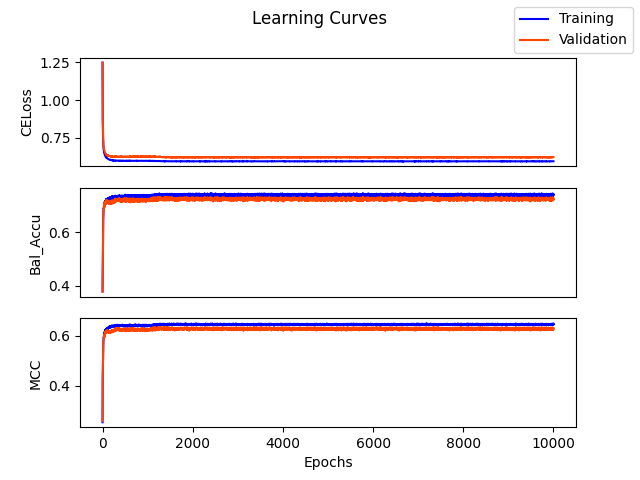 Learning Curves
Training
Validation
1.25
1.00
0.75
CELoss
0.6
0.4
Bal_Accu
0.6
0.4
MCC
0 2000 4000 6000 8000 10000
Epochs